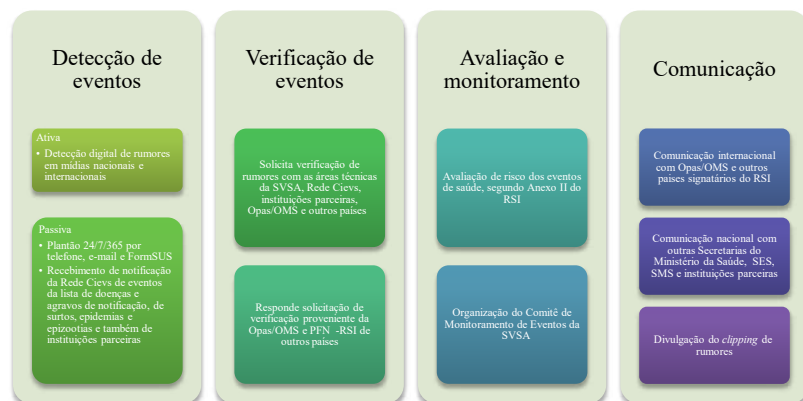 Detecção de
eventos
Ativa
• Detecção digital de rumores
em mídias nacionais e
internacionais
Passiva
• Plantão 24/7/365 por
telefone, e-mail e FormSUS
• Recebimento de notificação
da Rede Cievs de eventos
da lista de doenças e
agravos de notificação, de
surtos, epidemias e
epizootias e também de
instituições parceiras
Verificação de
eventos
Solicita verificação de
rumores com as áreas técnicas
da SVSA, Rede Cievs,
instituições parceiras,
Opas/OMS e outros países
Responde solicitação de
verificação proveniente da
Opas/OMS e PFN -RSI de
outros países
Avaliação e
monitoramento
Avaliação de risco dos eventos
de saúde, segundo Anexo II do
RSI
Organização do Comitê de
Monitoramento de Eventos da
SVSA
Comunicação
Comunicação internacional
com Opas/OMS e outros
países signatários do RSI
Comunicação nacional com
outras Secretarias do
Ministério da Saúde, SES,
SMS e instituições parceiras
Divulgação do clipping de
rumores